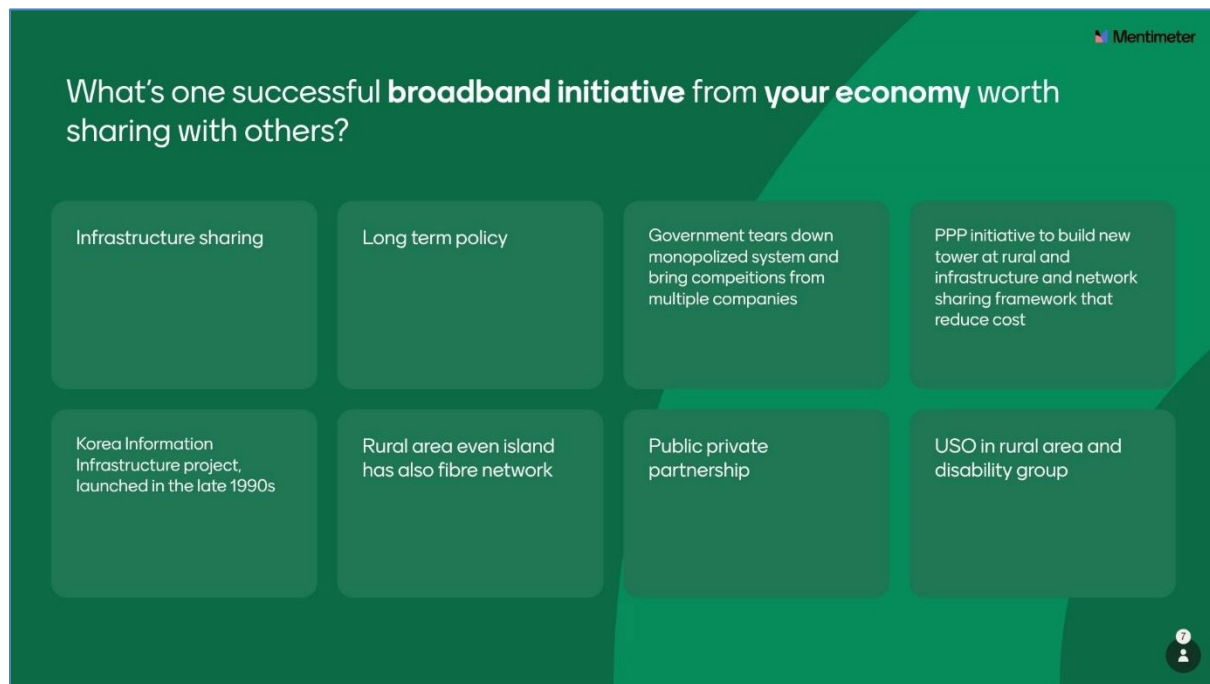 Mentimeter
What's one successful broadband initiative from your economy worth
sharing with others?
Infrastructure sharing
Long term policy
Government tears down
monopolized system and
bring compeitions from
multiple companies
PPP initiative to build new
tower at rural and
infrastructure and network
sharing framework that
reduce cost
Korea Information
Infrastructure project,
launched in the late 1990s
Rural area even island
has also fibre network
Public private
partnership
USO in rural area and
disability group
7